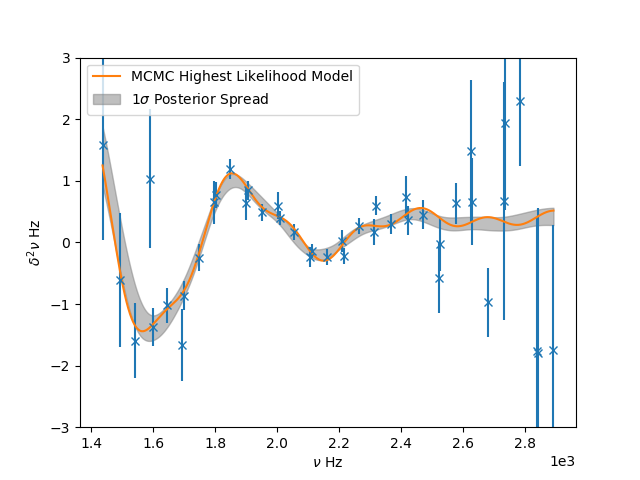 MCMC Highest Likelihood Model
1σ Posterior Spread
3
2
1
0
−1
−2
−3
δ²ν Hz
1.4 1.6 1.8 2.0 2.2 2.4 2.6 2.8
1e3
ν Hz